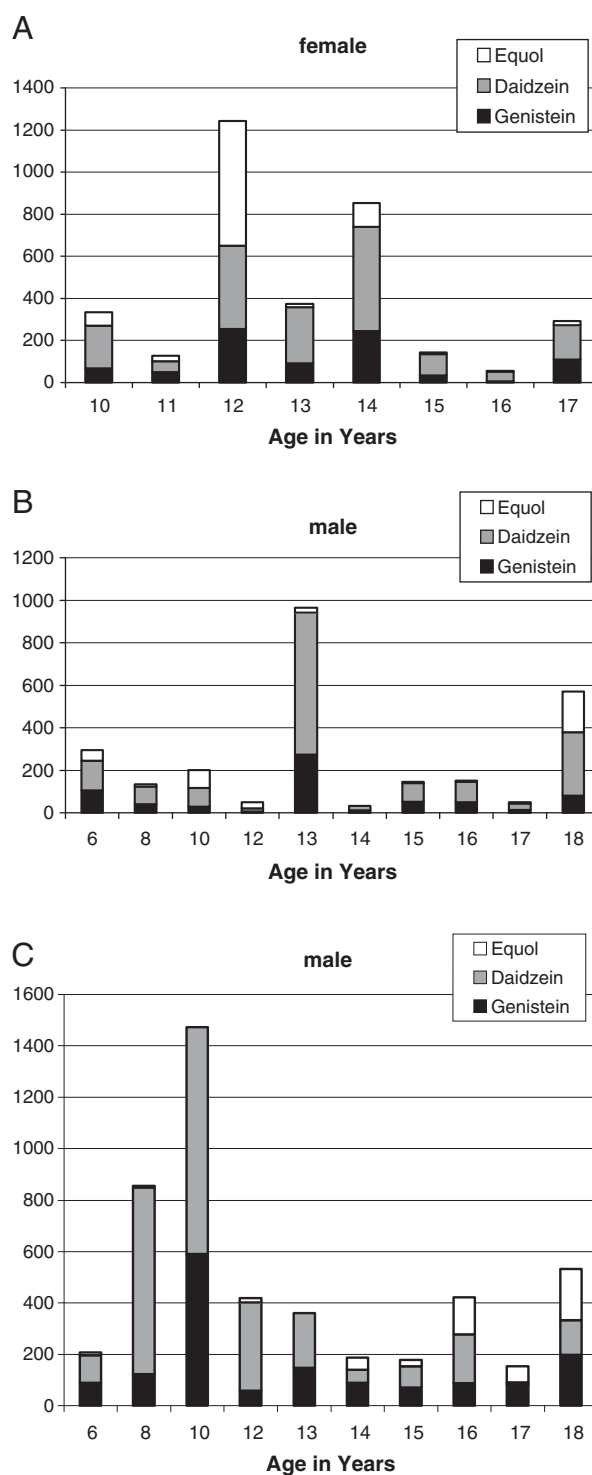 A
female
Equol
Daidzein
Genistein
1400
1200
1000
800
600
400
200
0
10 11 12 13 14 15 16 17
Age in Years
B
male
Equol
Daidzein
Genistein
1200
1000
800
600
400
200
0
6 8 10 12 13 14 15 16 17 18
Age in Years
C
male
Equol
Daidzein
Genistein
1600
1400
1200
1000
800
600
400
200
0
6 8 10 12 13 14 15 16 17 18
Age in Years